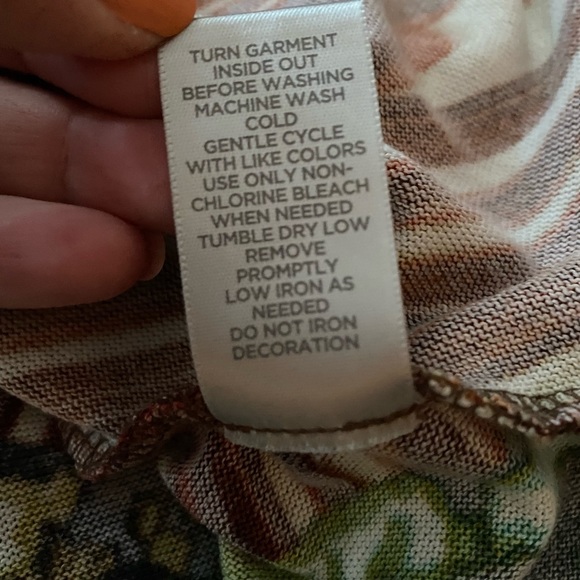 TURN GARMENT
INSIDE OUT
BEFORE WASHING
MACHINE WASH
COLD
GENTLE CYCLE
WITH LIKE COLORS
USE ONLY NON-
CHLORINE BLEACH
WHEN NEEDED
TUMBLE DRY LOW
REMOVE
PROMPTLY
LOW IRON AS
NEEDED
DO NOT IRON
DECORATION